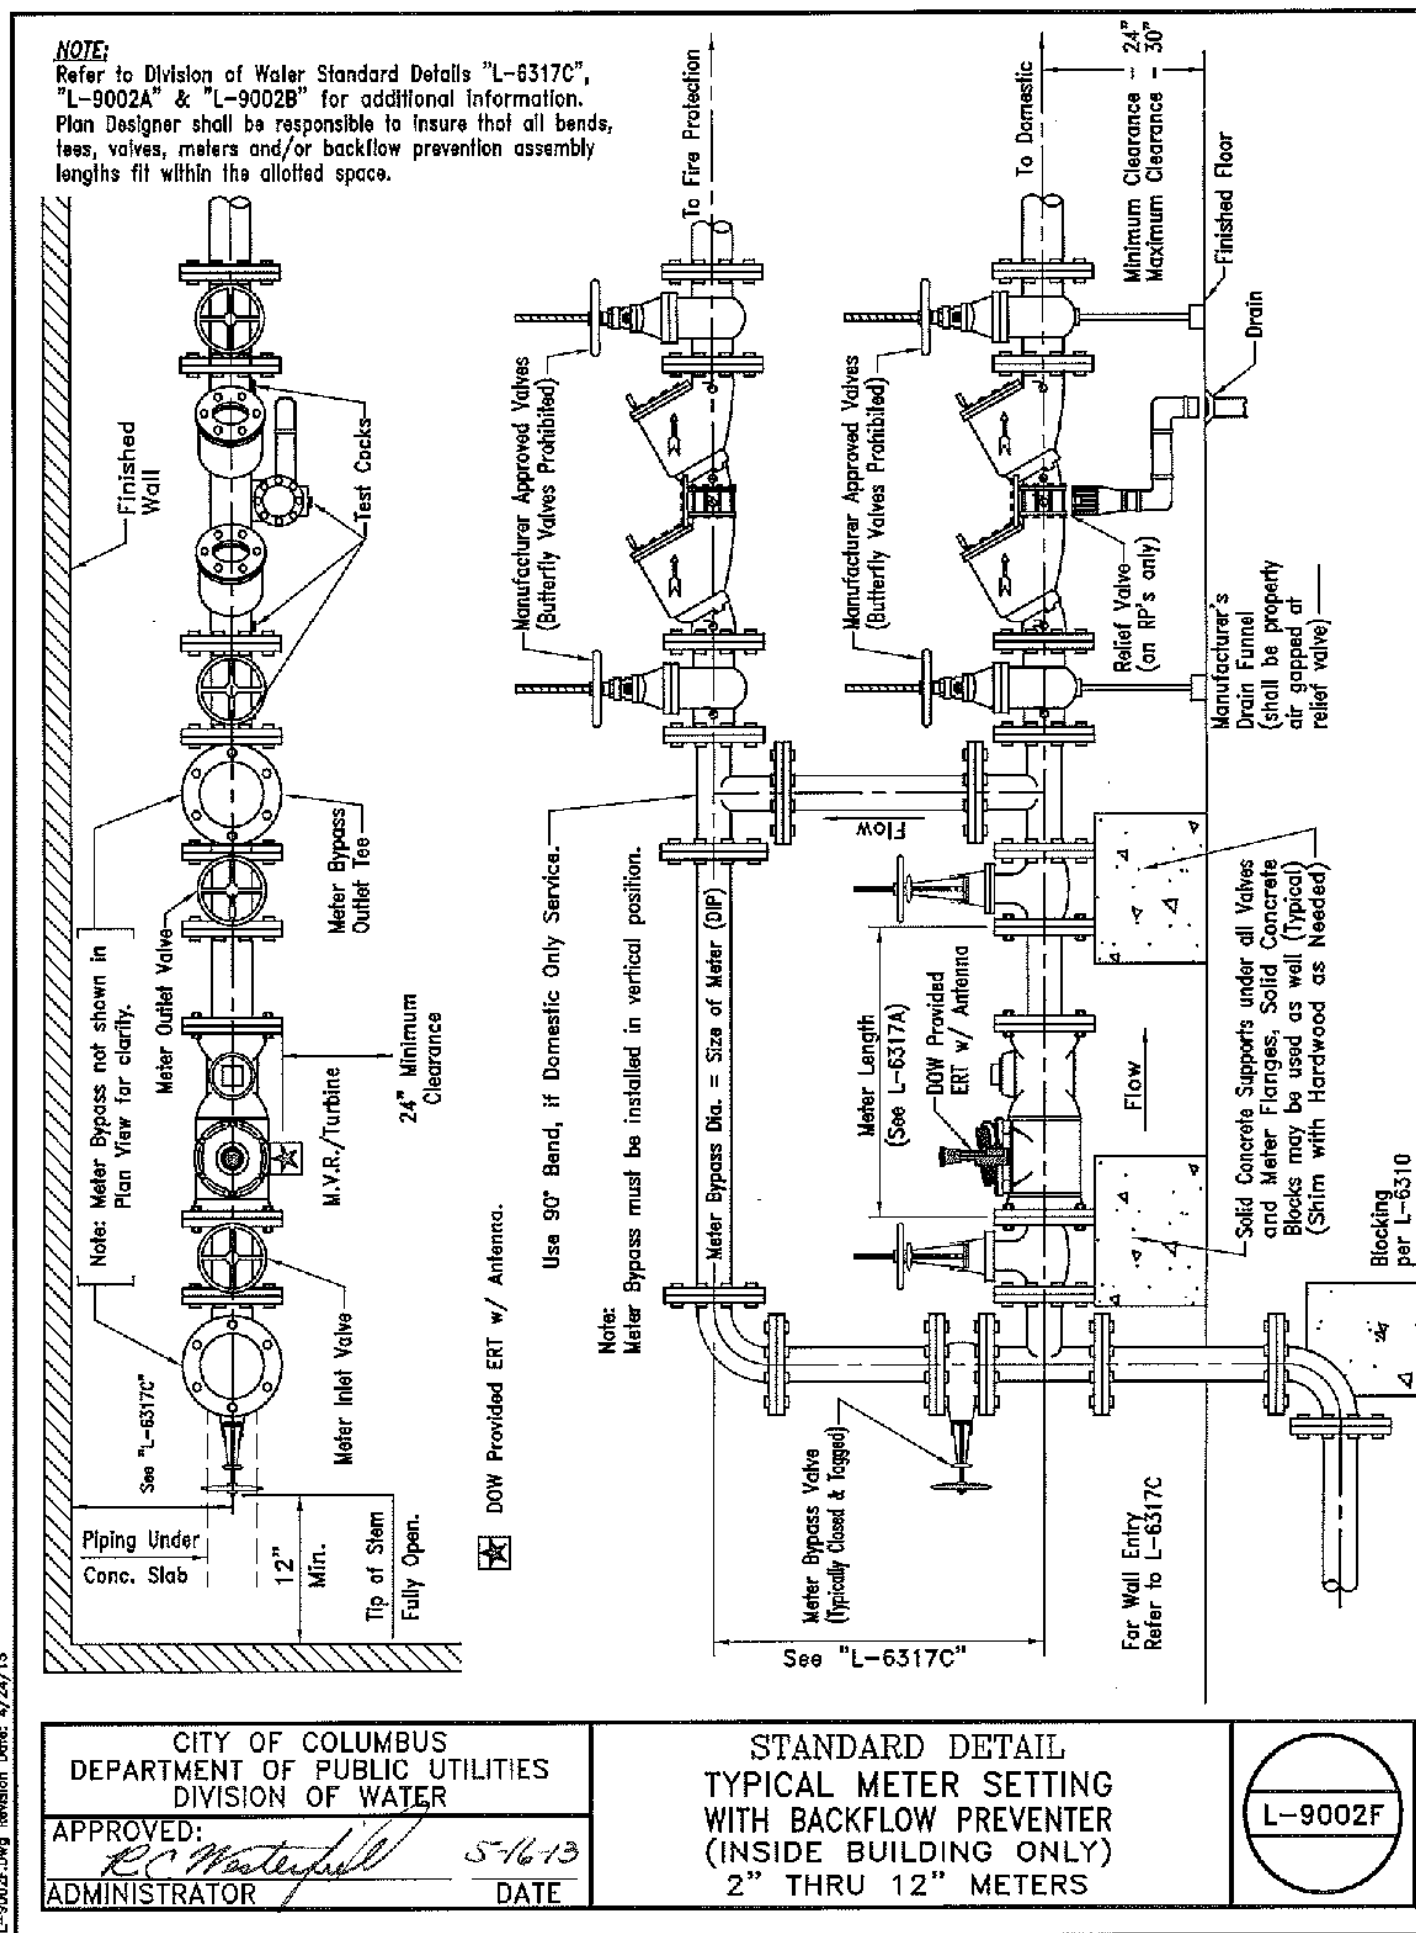 NOTE:
Refer to Division of Water Standard Details "L-6317C",
"L-9002A" & "L-9002B" for additional information.
Plan Designer shall be responsible to insure that all bends,
tees, valves, meters and/or backflow prevention assembly
lengths fit within the allotted space.
Finished
Wall
Test Cocks
Note: Meter Bypass not shown in
Plan View for clarity.
Meter Outlet Valve
Meter Bypass
Outlet Tee
24" Minimum
Clearance
M.V.R./Turbine
Meter Inlet Valve
See "L-6317C"
Piping Under
Conc. Slab
12"
Min.
Tip of Stem
Fully Open.
DOW Provided ERT w/ Antenna.
To Fire Protection
To Domestic
Minimum Clearance - 24"
Maximum Clearance - 30"
Finished Floor
Drain
Manufacturer Approved Valves
(Butterfly Valves Prohibited)
Manufacturer Approved Valves
(Butterfly Valves Prohibited)
Relief Valve
(on RP's only)
Manufacturer's
Drain Funnel
(shall be properly
air gapped at
relief valve)
Use 90° Bend, if Domestic Only Service.
Note:
Meter Bypass must be installed in vertical position.
Meter Bypass Dia. = Size of Meter (DIP)
Flow
Meter Length
(See L-6317A)
DOW Provided
ERT w/ Antenna
Flow
Solid Concrete Supports under all Valves
and Meter Flanges, Solid Concrete
Blocks may be used as well (Typical)
(Shim with Hardwood as Needed)
Blocking
per L-6310
Meter Bypass Valve
(Typically Closed & Tagged)
For Wall Entry
Refer to L-6317C
See "L-6317C"
L-9002F.dwg Revision Date: 4/24/13
CITY OF COLUMBUS
DEPARTMENT OF PUBLIC UTILITIES
DIVISION OF WATER
APPROVED:
R C Westerfield 5-16-13
ADMINISTRATOR DATE
STANDARD DETAIL
TYPICAL METER SETTING
WITH BACKFLOW PREVENTER
(INSIDE BUILDING ONLY)
2" THRU 12" METERS
L-9002F